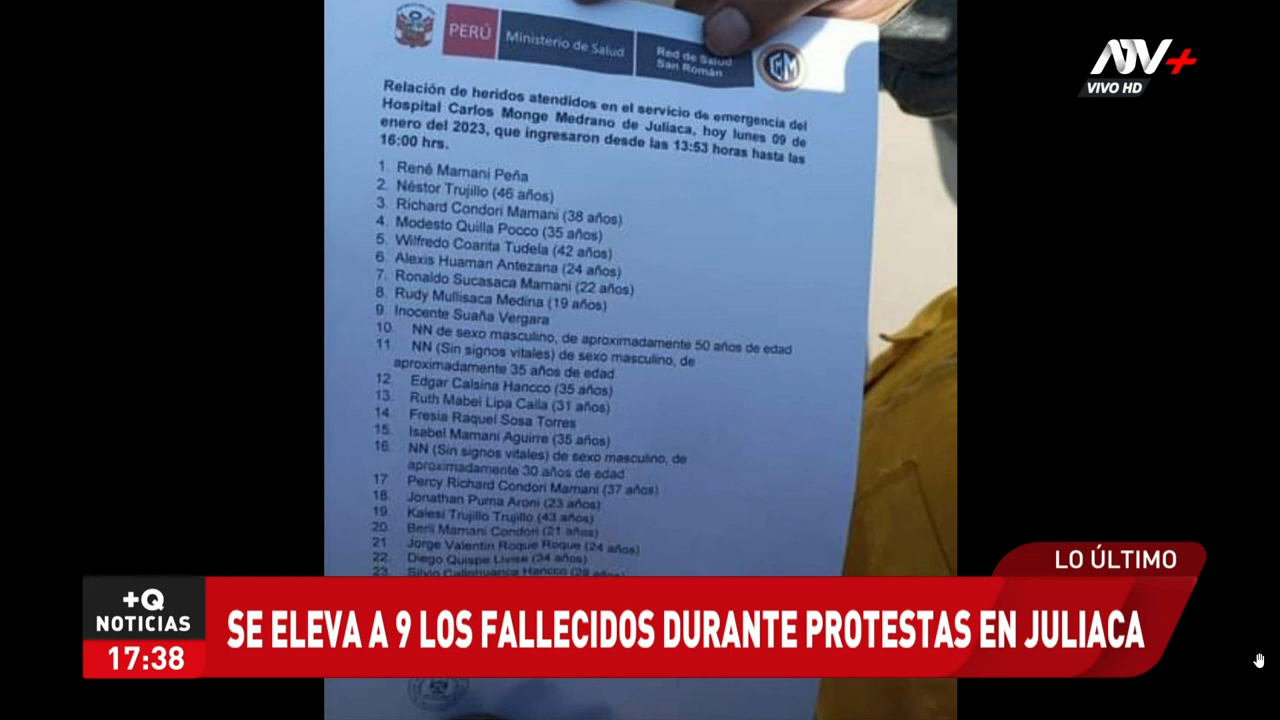 PERÚ
Ministerio de Salud
Red de Salud
San Román
ATV+
VIVO HD
Relación de heridos atendidos en el servicio de emergencia del
Hospital Carlos Monge Medrano de Juliaca, hoy lunes 09 de
enero del 2023, que ingresaron desde las 13:53 horas hasta las
16:00 hrs.
1. René Mamani Peña
2. Néstor Trujillo (46 años)
3. Richard Condori Mamani (38 años)
4. Modesto Quilla Pocco (35 años)
5. Wilfredo Coarita Tudela (42 años)
6. Alexis Huaman Antezana (24 años)
7. Ronaldo Sucasaca Mamani (22 años)
8. Rudy Mullisaca Medina (19 años)
9. Inocente Suaña Vergara
10. NN de sexo masculino, de aproximadamente 50 años de edad
11. NN (Sin signos vitales) de sexo masculino, de
aproximadamente 35 años de edad
12. Edgar Calsina Hancco (35 años)
13. Ruth Mabel Lipa Calla (31 años)
14. Fresia Raquel Sosa Torres
15. Isabel Mamani Aguirre (35 años)
16. NN (Sin signos vitales) de sexo masculino, de
aproximadamente 30 años de edad
17. Percy Richard Condori Mamani (37 años)
18. Jonathan Puma Aroni (23 años)
19. Kalesi Trujillo Trujillo (43 años)
20. Beril Mamani Condori (21 años)
21. Jorge Valentin Roque Roque (24 años)
22. Diego Quispe
23. Silvio Callohuanca Hancco
LO ÚLTIMO
+Q
NOTICIAS
17:38
SE ELEVA A 9 LOS FALLECIDOS DURANTE PROTESTAS EN JULIACA